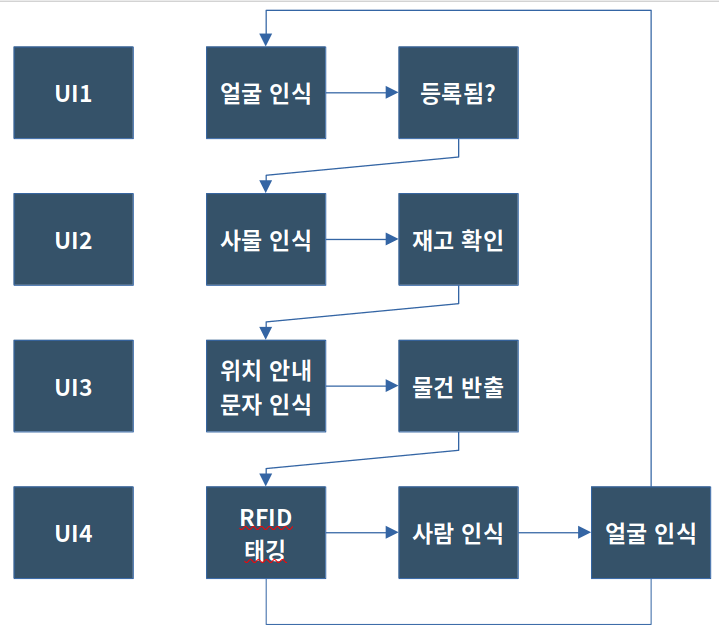 UI1
얼굴 인식
등록됨?
UI2
사물 인식
재고 확인
UI3
위치 안내
문자 인식
물건 반출
UI4
RFID
태깅
사람 인식
얼굴 인식